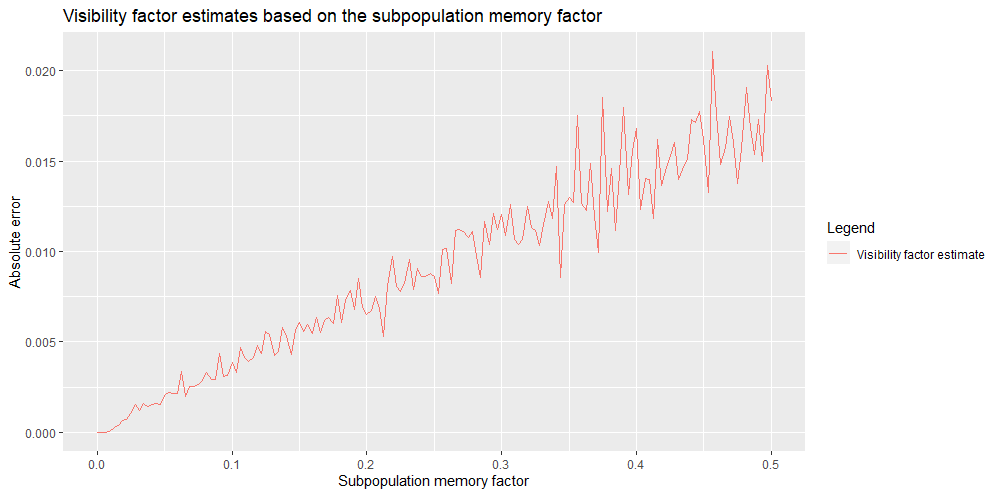 Visibility factor estimates based on the subpopulation memory factor
0.020
0.015
0.010
0.005
0.000
Absolute error
0.0 0.1 0.2 0.3 0.4 0.5
Subpopulation memory factor
Legend
Visibility factor estimate